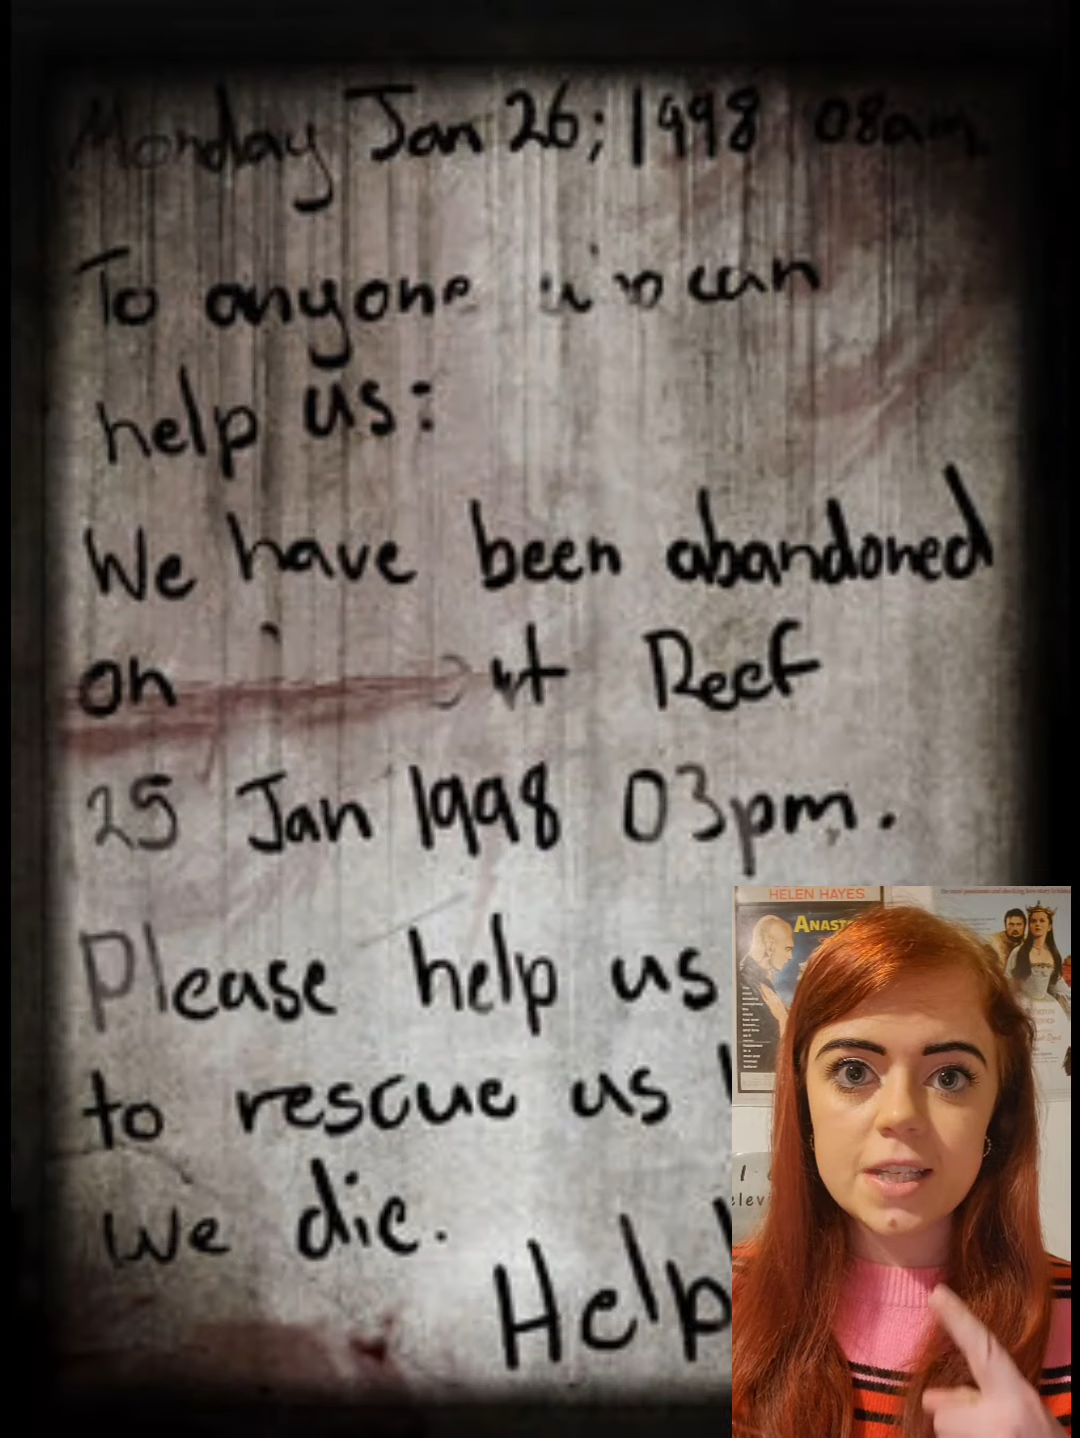 Monday Jan 26; 1998 08am
To anyone can
help us:
We have been abandoned
on Reef
25 Jan 1998 03pm.
Please help us
to rescue us
we die.
Help
HELEN HAYES